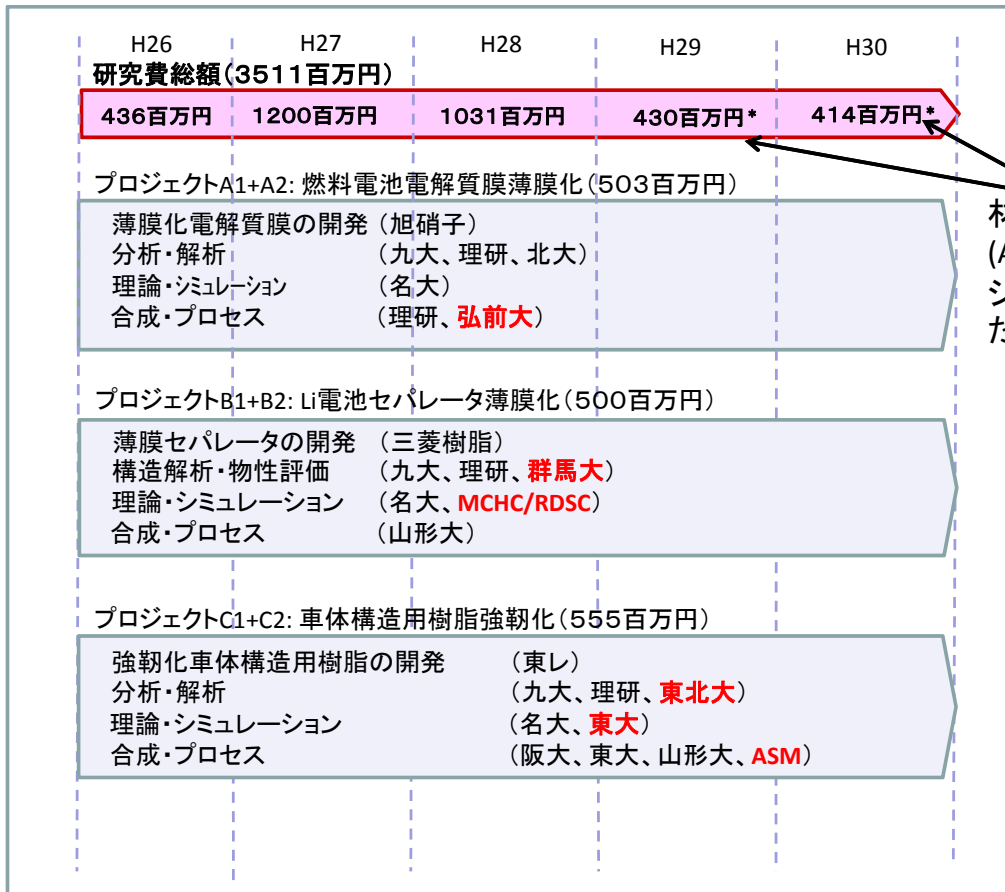 H26 H27 H28 H29 H30
研究費総額(3511百万円)
436百万円 1200百万円 1031百万円 430百万円* 414百万円*
プロジェクトA1+A2: 燃料電池電解質膜薄膜化(503百万円)
薄膜化電解質膜の開発 (旭硝子)
分析・解析 (九大、理研、北大)
理論・シミュレーション (名大)
合成・プロセス (理研、弘前大)
材
(A
シ
た
プロジェクトB1+B2: Li電池セパレータ薄膜化(500百万円)
薄膜セパレータの開発 (三菱樹脂)
構造解析・物性評価 (九大、理研、群馬大)
理論・シミュレーション (名大、MCHC/RDSC)
合成・プロセス (山形大)
プロジェクトC1+C2: 車体構造用樹脂強靭化(555百万円)
強靭化車体構造用樹脂の開発 (東レ)
分析・解析 (九大、理研、東北大)
理論・シミュレーション (名大、東大)
合成・プロセス (阪大、東大、山形大、ASM)